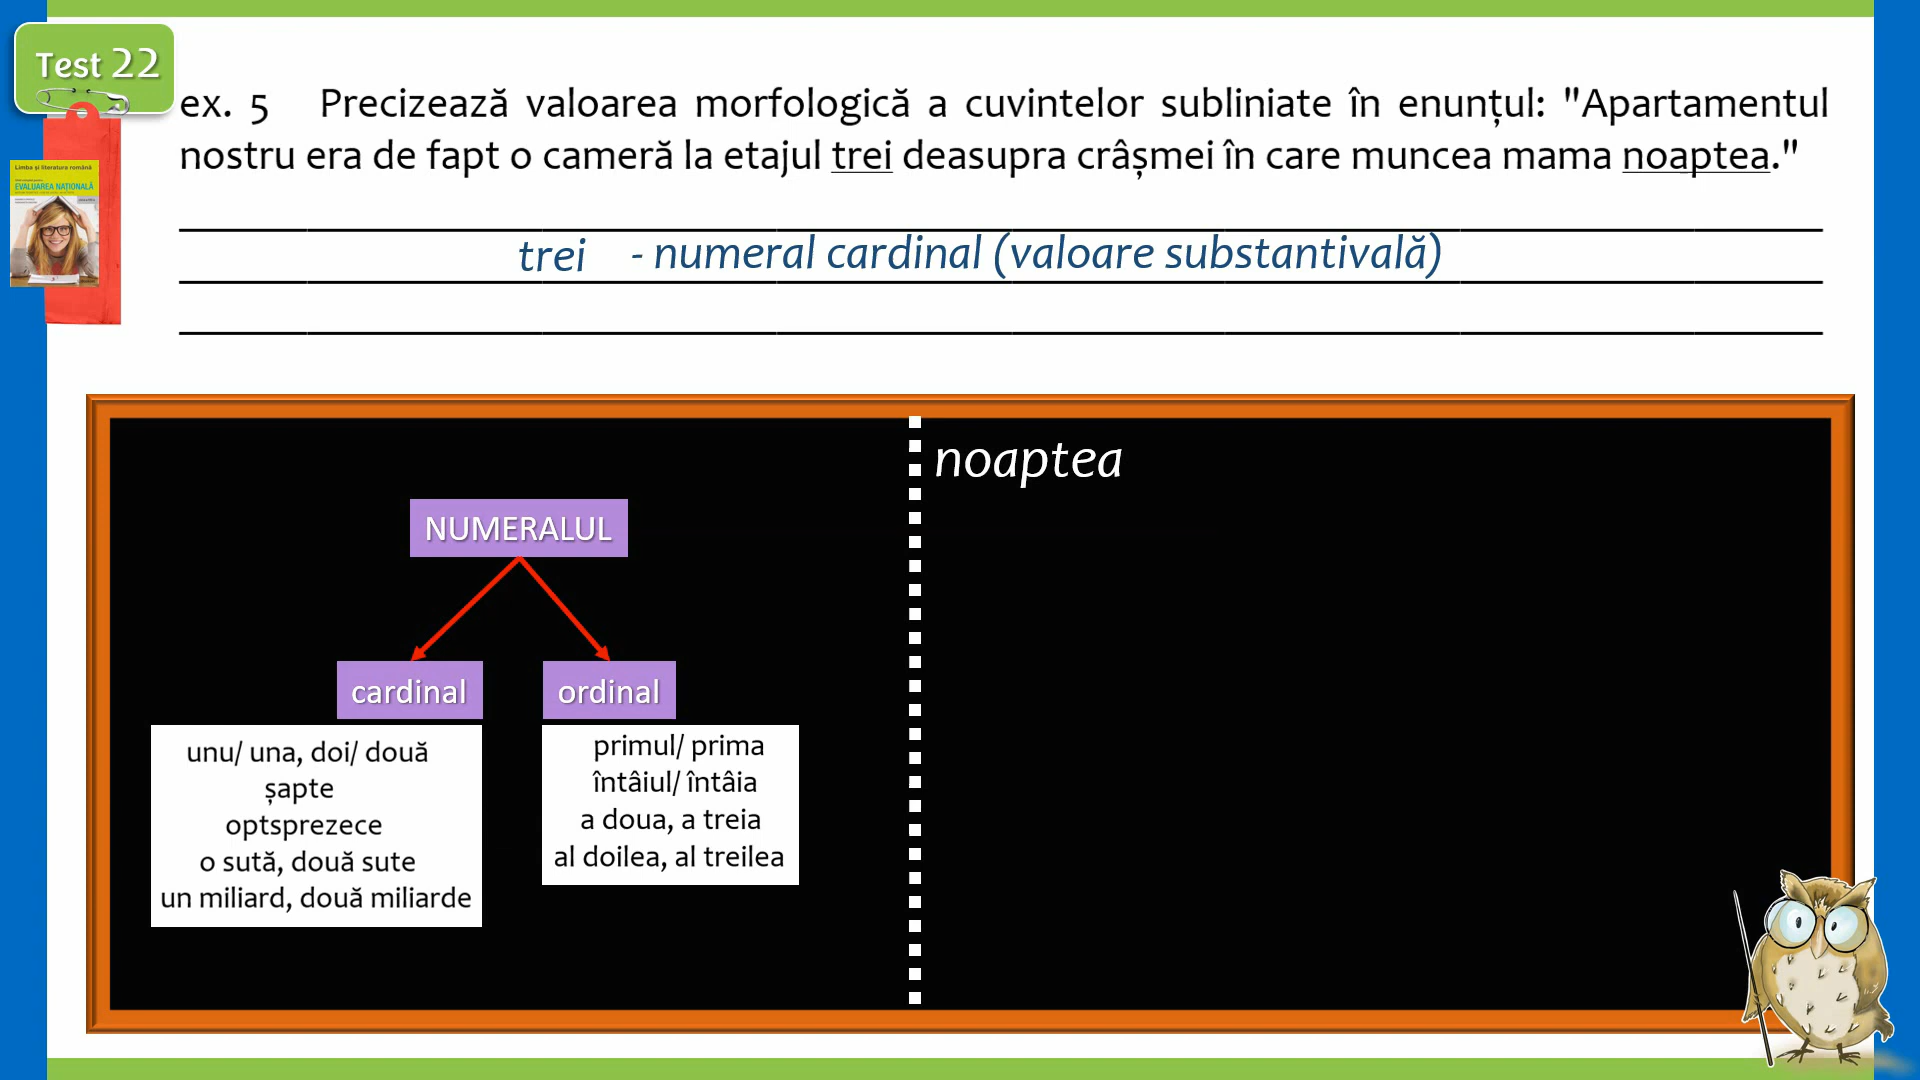 Test 22
ex. 5 Precizează valoarea morfologică a cuvintelor subliniate în enunțul: "Apartamentul
nostru era de fapt o cameră la etajul trei deasupra crâșmei în care muncea mama noaptea."
trei - numeral cardinal (valoare substantivală)
Limba și literatura română
EVALUAREA NAȚIONALĂ
noaptea
NUMERALUL
cardinal
ordinal
unu/ una, doi/ două
șapte
optsprezece
o sută, două sute
un miliard, două miliarde
primul/ prima
întâiul/ întâia
a doua, a treia
al doilea, al treilea